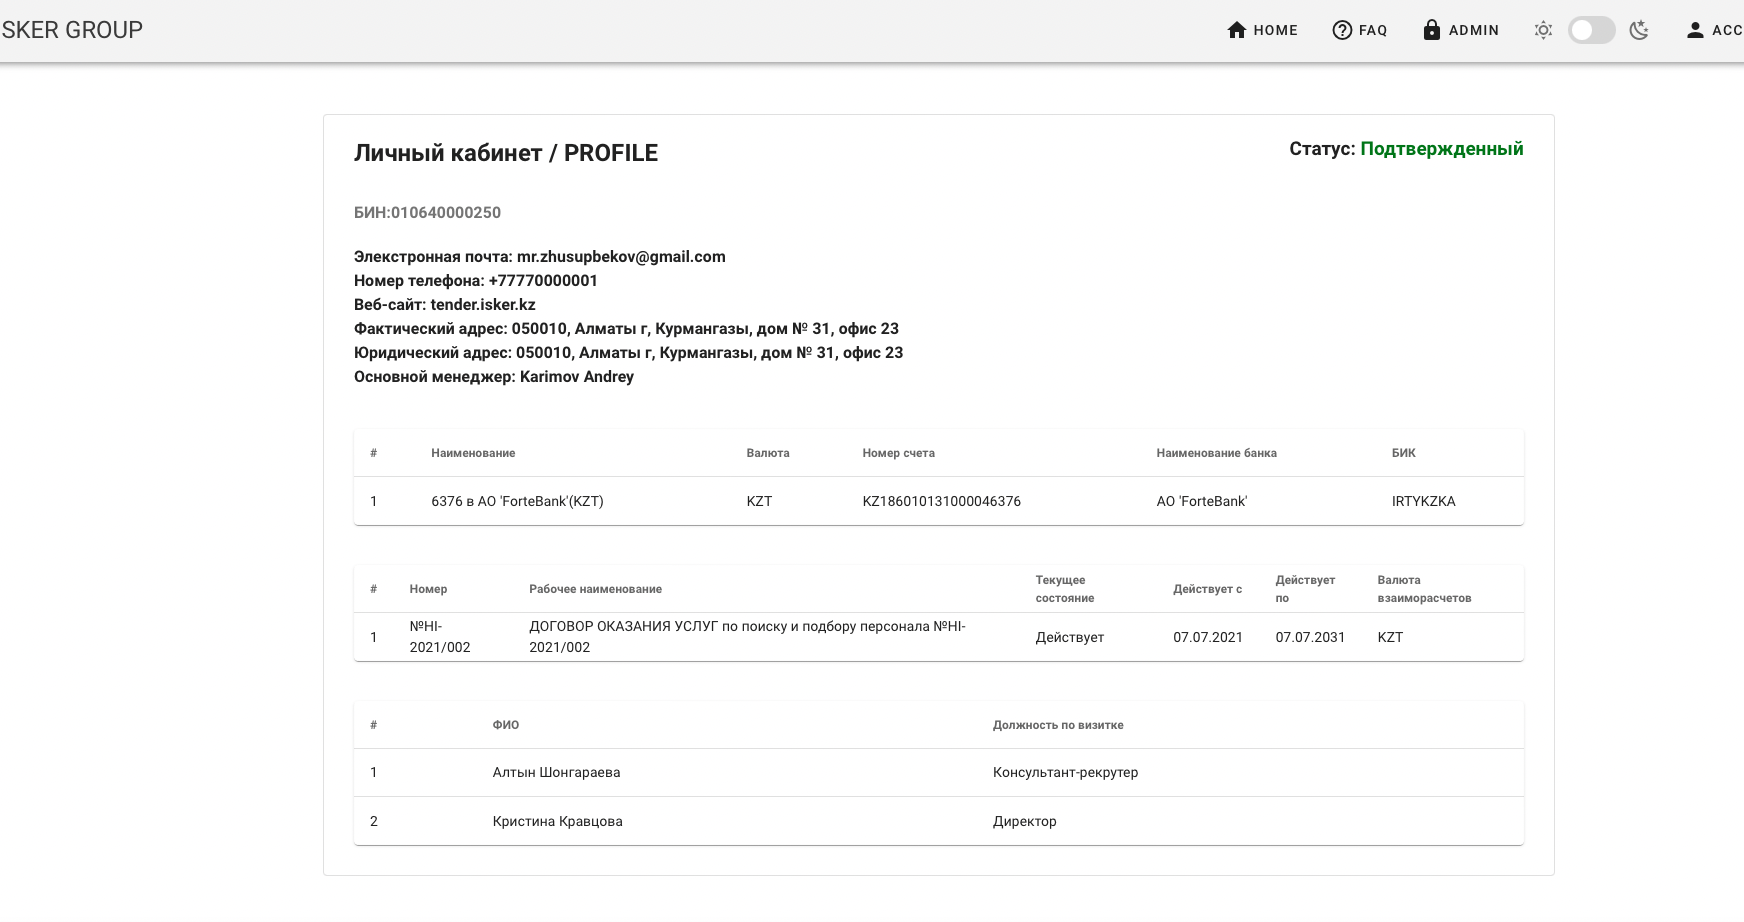 SKER GROUP
HOME FAQ ADMIN ACC
Личный кабинет / PROFILE
Статус: Подтвержденный
БИН:010640000250
Элекстронная почта: mr.zhusupbekov@gmail.com
Номер телефона: +77770000001
Веб-сайт: tender.isker.kz
Фактический адрес: 050010, Алматы г, Курмангазы, дом № 31, офис 23
Юридический адрес: 050010, Алматы г, Курмангазы, дом № 31, офис 23
Основной менеджер: Karimov Andrey
# Наименование Валюта Номер счета Наименование банка БИК
1 6376 в АО 'ForteBank'(KZT) KZT KZ186010131000046376 АО 'ForteBank' IRTYKZKA
# Номер Рабочее наименование Текущее состояние Действует с Действует по Валюта взаиморасчетов
1 №HI-2021/002 ДОГОВОР ОКАЗАНИЯ УСЛУГ по поиску и подбору персонала №HI-2021/002 Действует 07.07.2021 07.07.2031 KZT
# ФИО Должность по визитке
1 Алтын Шонгараева Консультант-рекрутер
2 Кристина Кравцова Директор